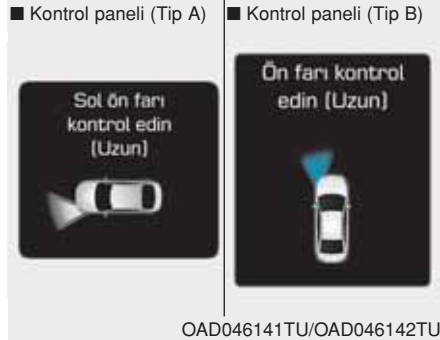 ■ Kontrol paneli (Tip A)
Sol ön farı
kontrol edin
(Uzun)
■ Kontrol paneli (Tip B)
Ön farı kontrol
edin (Uzun)
OAD046141TU/OAD046142TU